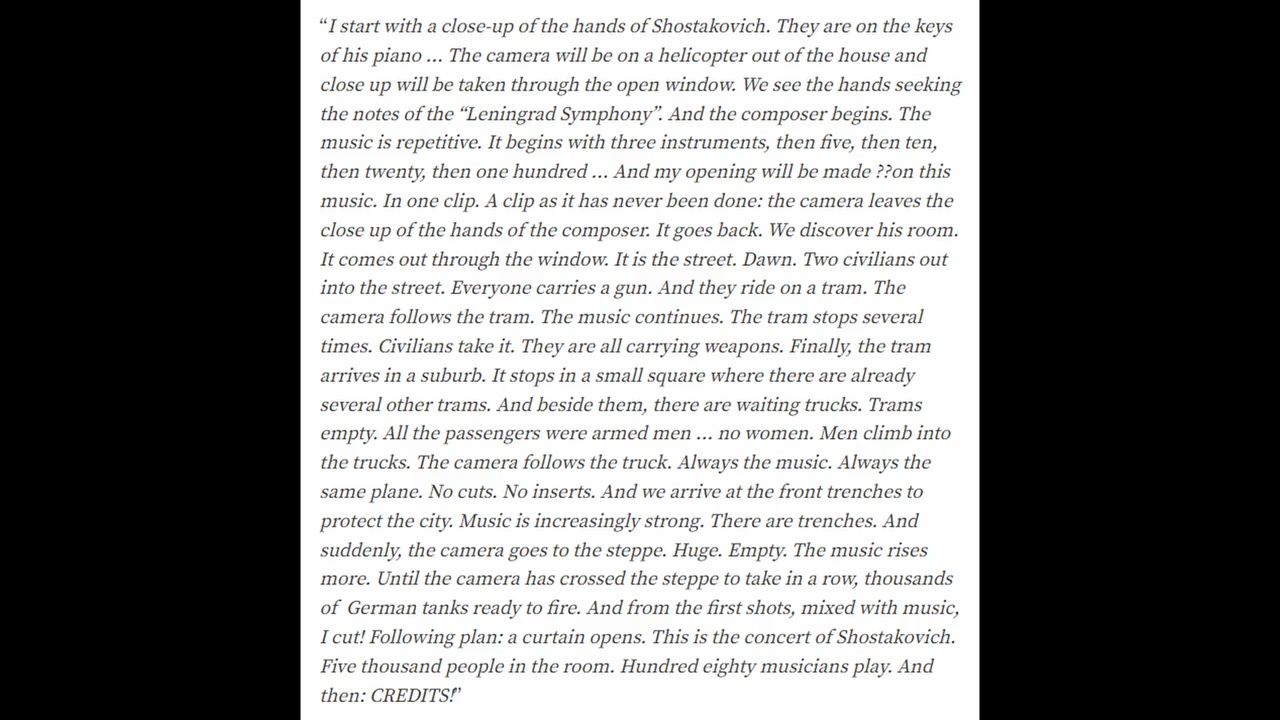 “I start with a close-up of the hands of Shostakovich. They are on the keys
of his piano ... The camera will be on a helicopter out of the house and
close up will be taken through the open window. We see the hands seeking
the notes of the “Leningrad Symphony”. And the composer begins. The
music is repetitive. It begins with three instruments, then five, then ten,
then twenty, then one hundred ... And my opening will be made ??on this
music. In one clip. A clip as it has never been done: the camera leaves the
close up of the hands of the composer. It goes back. We discover his room.
It comes out through the window. It is the street. Dawn. Two civilians out
into the street. Everyone carries a gun. And they ride on a tram. The
camera follows the tram. The music continues. The tram stops several
times. Civilians take it. They are all carrying weapons. Finally, the tram
arrives in a suburb. It stops in a small square where there are already
several other trams. And beside them, there are waiting trucks. Trams
empty. All the passengers were armed men ... no women. Men climb into
the trucks. The camera follows the truck. Always the music. Always the
same plane. No cuts. No inserts. And we arrive at the front trenches to
protect the city. Music is increasingly strong. There are trenches. And
suddenly, the camera goes to the steppe. Huge. Empty. The music rises
more. Until the camera has crossed the steppe to take in a row, thousands
of German tanks ready to fire. And from the first shots, mixed with music,
I cut! Following plan: a curtain opens. This is the concert of Shostakovich.
Five thousand people in the room. Hundred eighty musicians play. And
then: CREDITS!”